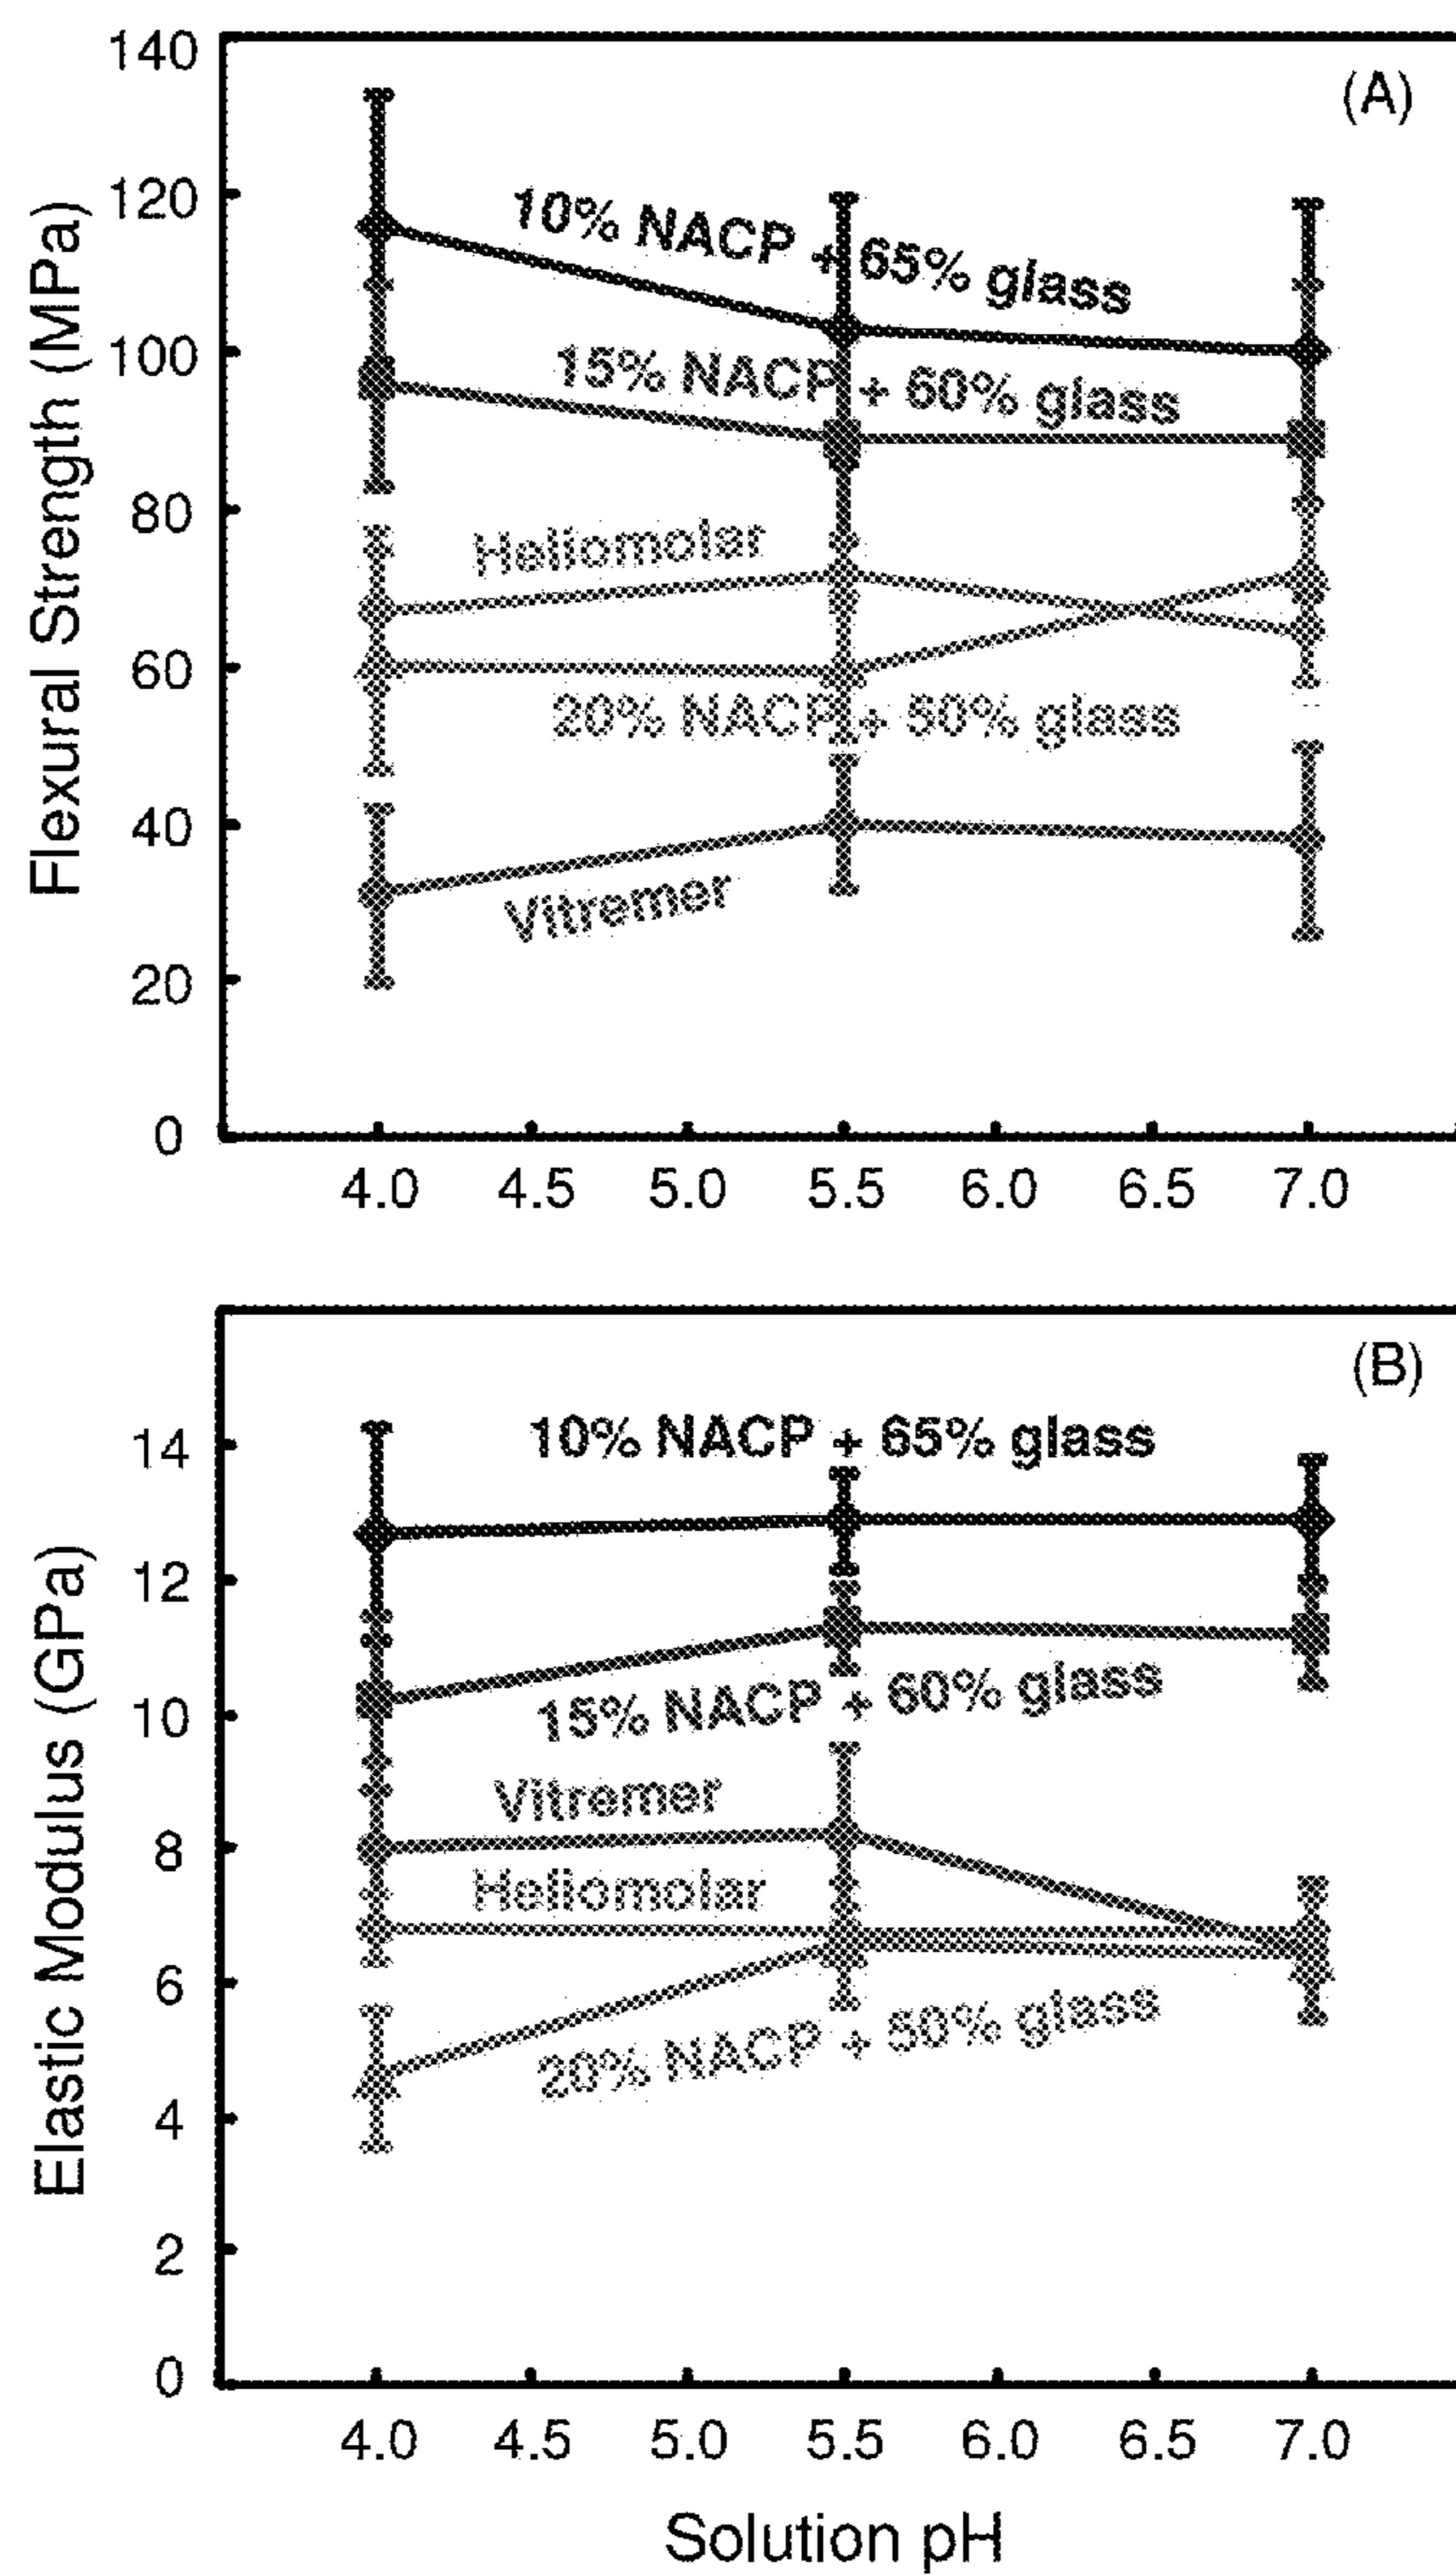 (A)
Flexural Strength (MPa)
140
120
100
80
60
40
20
0
10% NACP + 65% glass
15% NACP + 60% glass
Heliomolar
20% NACP + 50% glass
Vitremer
4.0 4.5 5.0 5.5 6.0 6.5 7.0
(B)
Elastic Modulus (GPa)
14
12
10
8
6
4
2
0
10% NACP + 65% glass
15% NACP + 60% glass
Vitremer
Heliomolar
20% NACP + 50% glass
4.0 4.5 5.0 5.5 6.0 6.5 7.0
Solution pH